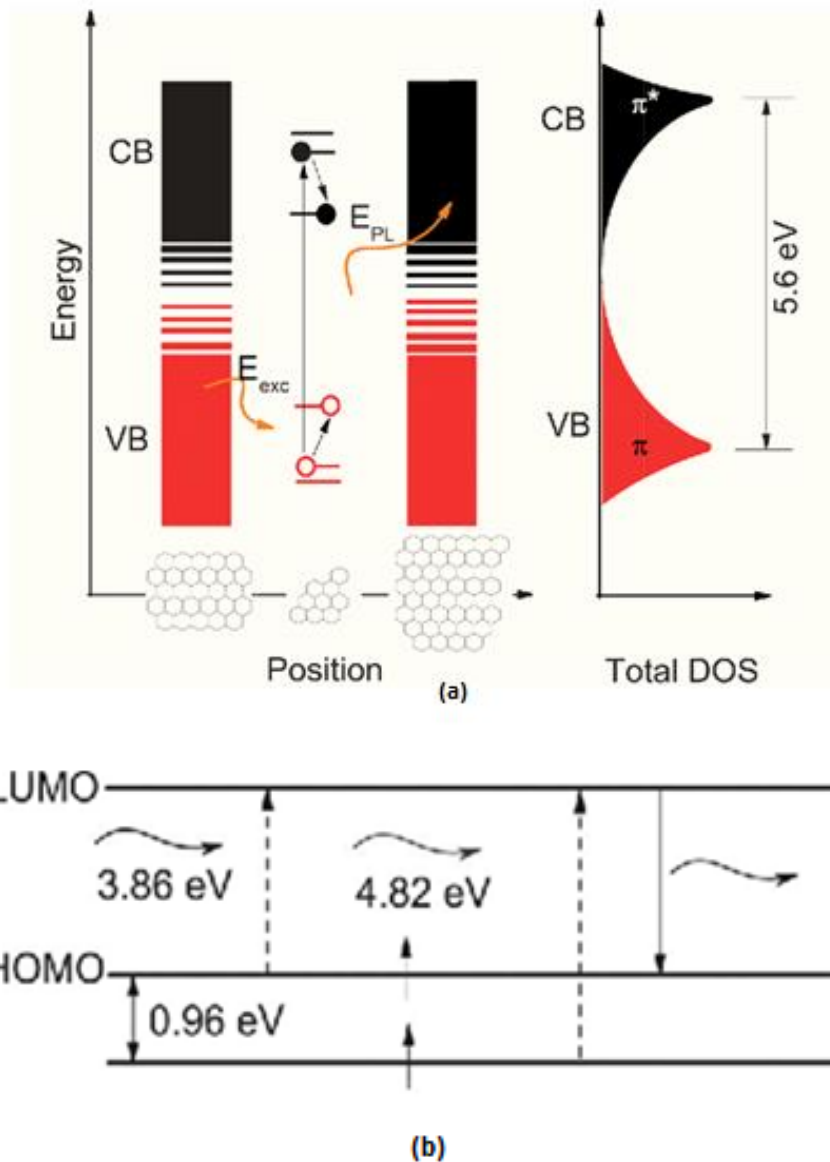 CB
VB
Energy
E exc
E PL
Position
(a)
CB
VB
π*
π
5.6 eV
Total DOS
LUMO
3.86 eV
4.82 eV
HOMO
0.96 eV
(b)